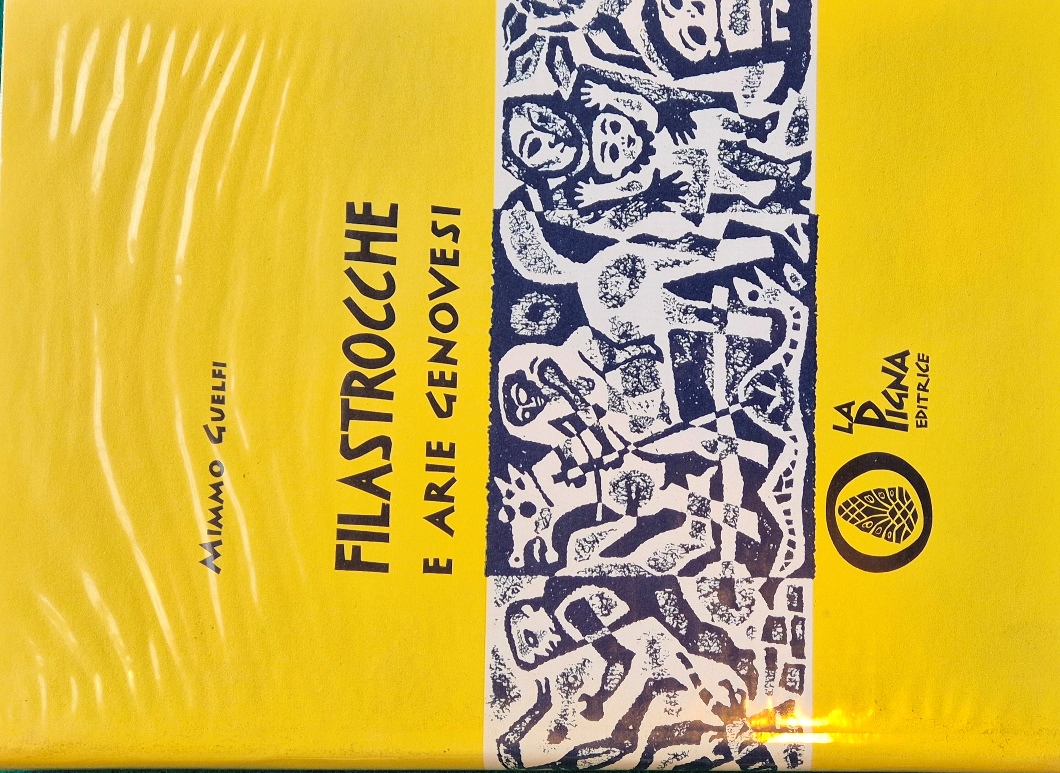 MIMMO GUELFI
FILASTROCCHE
E ARIE GENOVESI
LA
PIGNA
EDITRICE